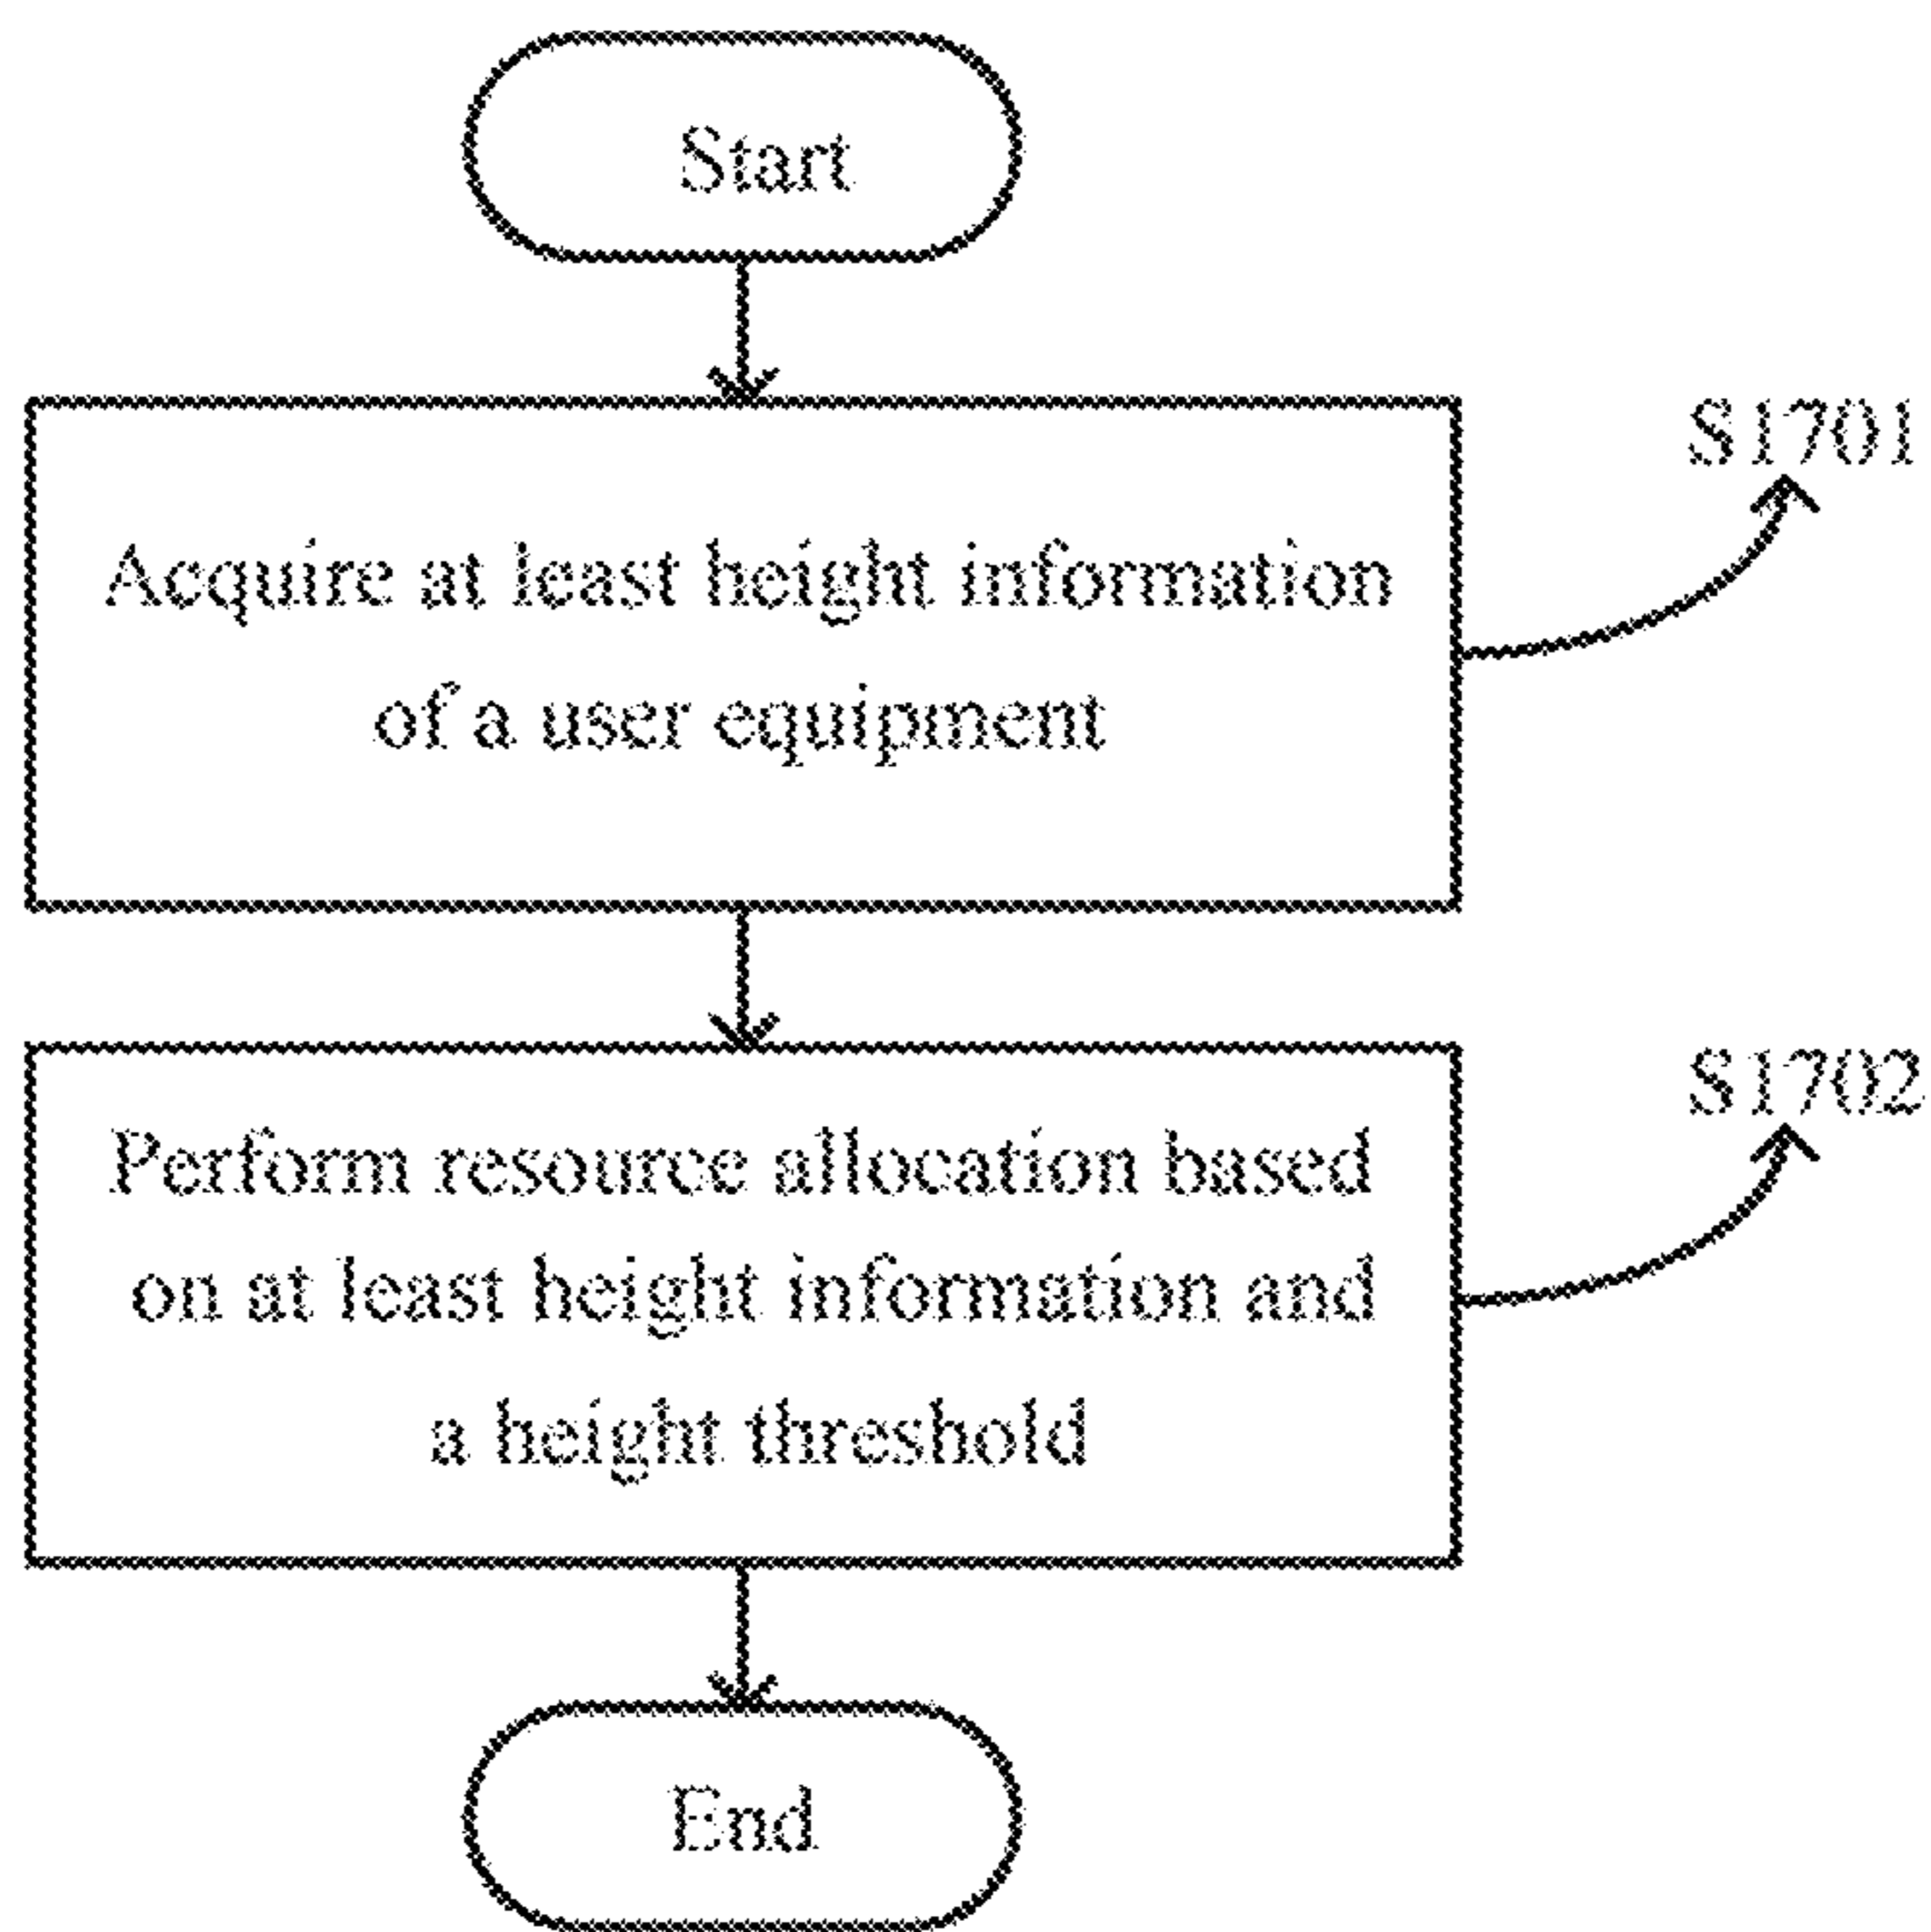 Start
S1701
Acquire at least height information
of a user equipment
S1702
Perform resource allocation based
on at least height information and
a height threshold
End